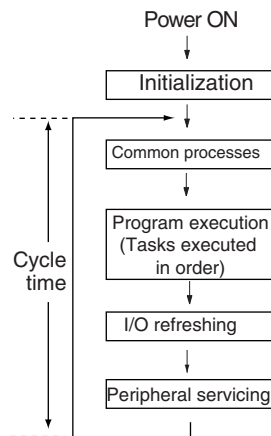 Power ON
Initialization
Common processes
Program execution
(Tasks executed
in order)
Cycle
time
I/O refreshing
Peripheral servicing